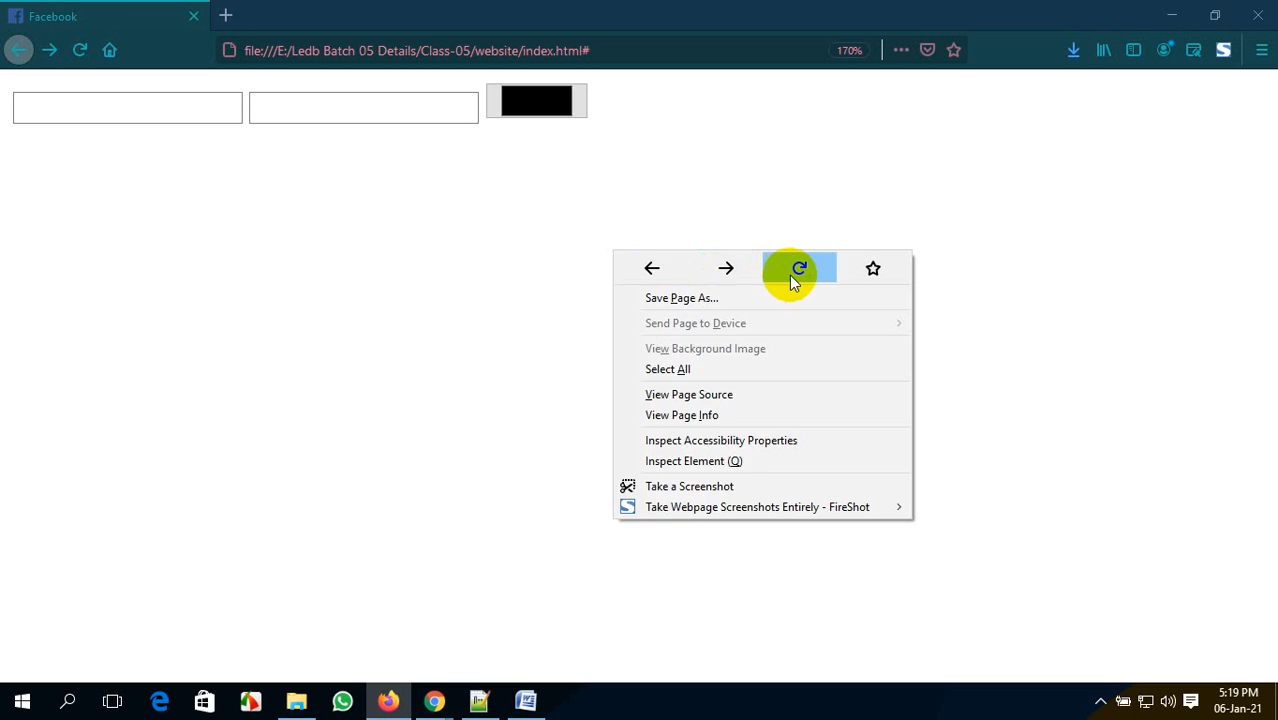 Facebook
file:///E:/Ledb Batch 05 Details/Class-05/website/index.html#
170%
Save Page As...
Send Page to Device
View Background Image
Select All
View Page Source
View Page Info
Inspect Accessibility Properties
Inspect Element (Q)
Take a Screenshot
Take Webpage Screenshots Entirely - FireShot
5:19 PM
06-Jan-21